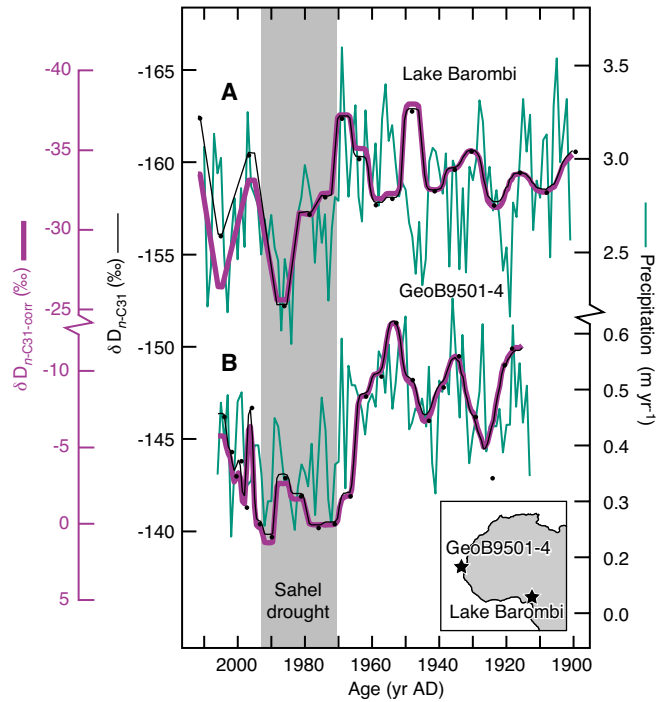 A
Lake Barombi
GeoB9501-4
B
Sahel
drought
GeoB9501-4
Lake Barombi
-40
-35
-30
-25
-10
-5
0
5
δ D n-C31-corr (‰)
δ D n-C31 (‰)
-165
-160
-155
-150
-145
-140
3.5
3.0
2.5
0.6
0.5
0.4
0.3
0.2
0.0
Precipitation (m yr-1)
2000 1980 1960 1940 1920 1900
Age (yr AD)